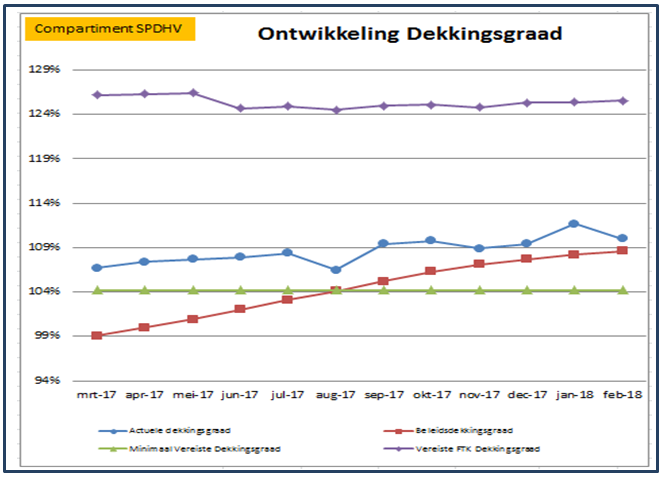 Compartiment SPDHV
Ontwikkeling Dekkingsgraad
129%
124%
119%
114%
109%
104%
99%
94%
mrt-17 apr-17 mei-17 jun-17 jul-17 aug-17 sep-17 okt-17 nov-17 dec-17 jan-18 feb-18
Actuele dekkingsgraad Beleidsdekkingsgraad
Minimaal Vereiste Dekkingsgraad Vereiste FTK Dekkingsgraad